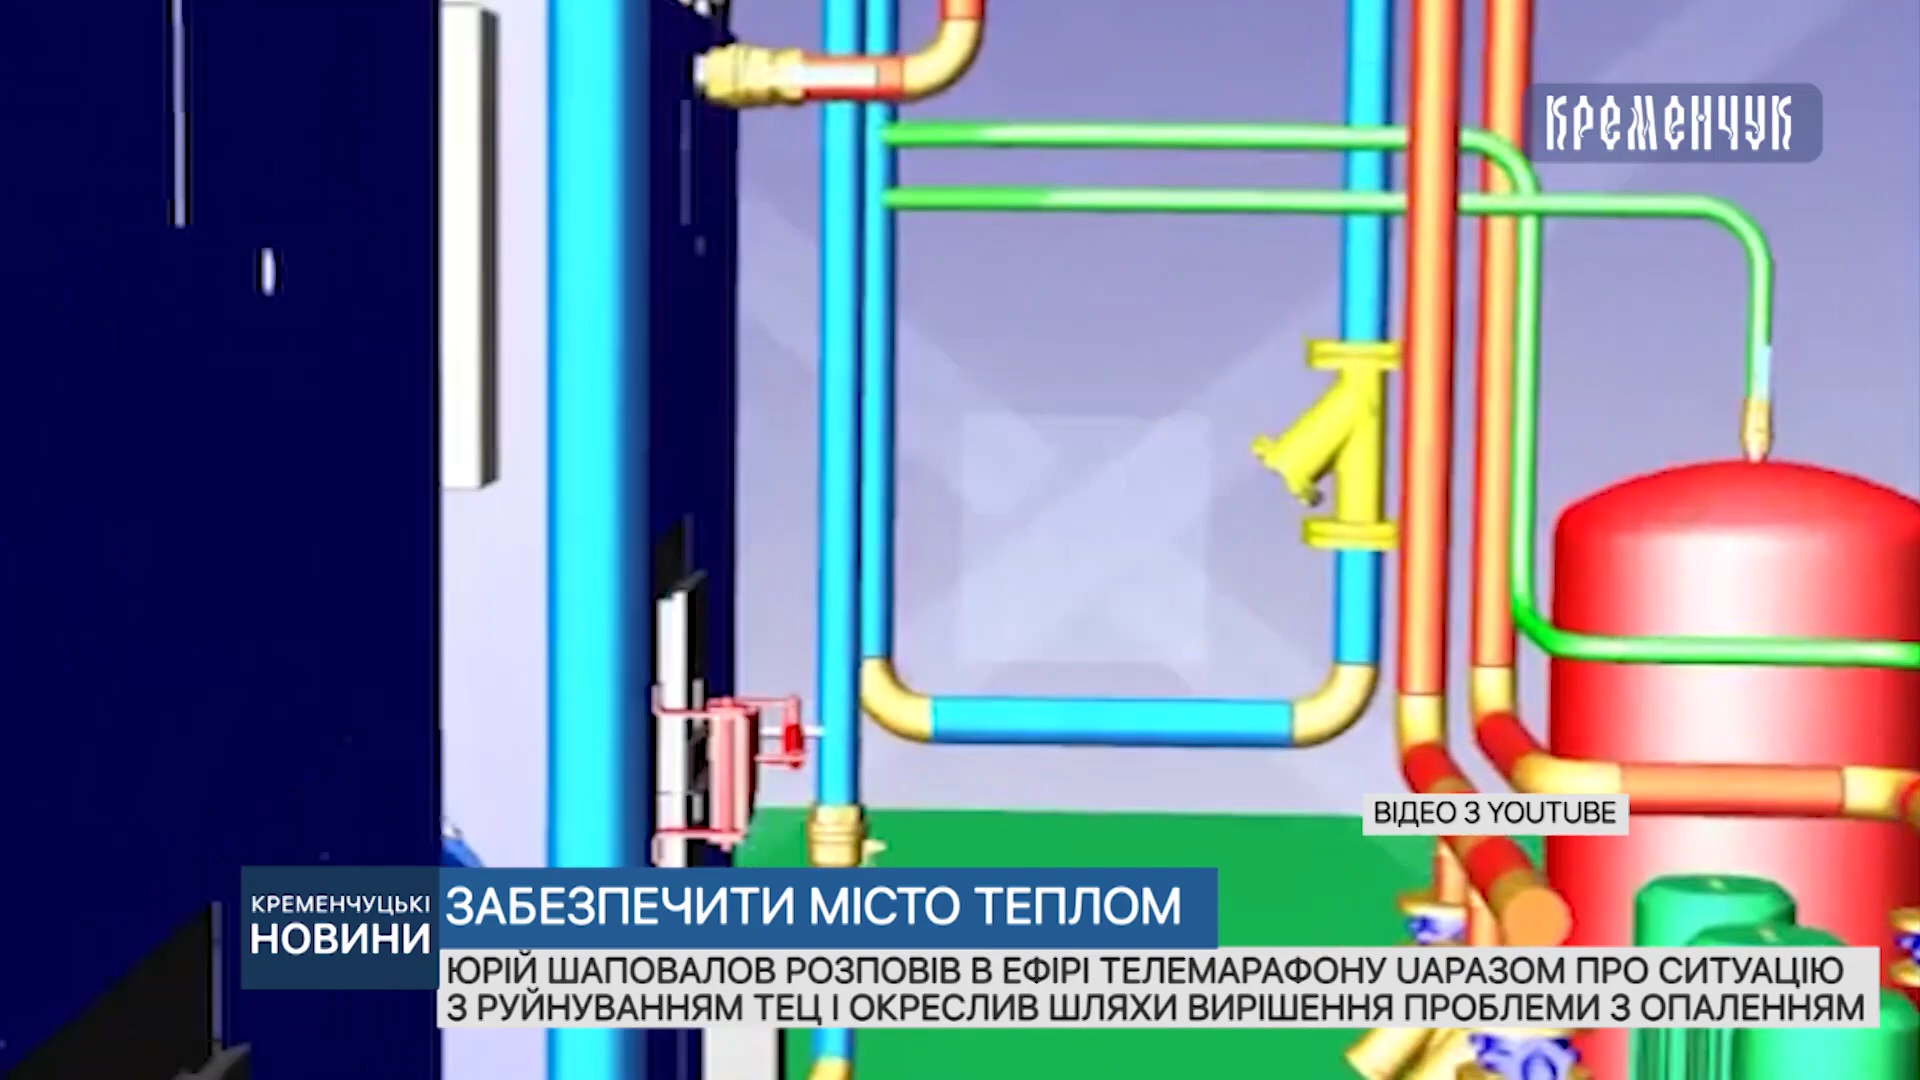 КРЕМЕНЧУК
ВІДЕО З YOUTUBE
КРЕМЕНЧУЦЬКІ
НОВИНИ
ЗАБЕЗПЕЧИТИ МІСТО ТЕПЛОМ
ЮРІЙ ШАПОВАЛОВ РОЗПОВІВ В ЕФІРІ ТЕЛЕМАРАФОНУ UАРАЗОМ ПРО СИТУАЦІЮ
З РУЙНУВАННЯМ ТЕЦ І ОКРЕСЛИВ ШЛЯХИ ВИРІШЕННЯ ПРОБЛЕМИ З ОПАЛЕННЯМ